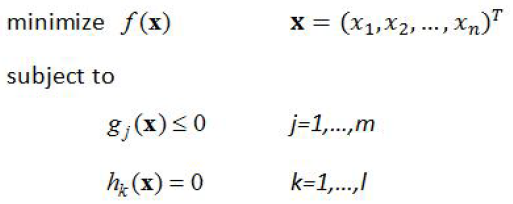 minimize f(x) x = (x₁,x₂, ..., xₙ)ᵀ
subject to
gⱼ(x) ≤ 0 j=1,...,m
hₖ(x) = 0 k=1,...,l